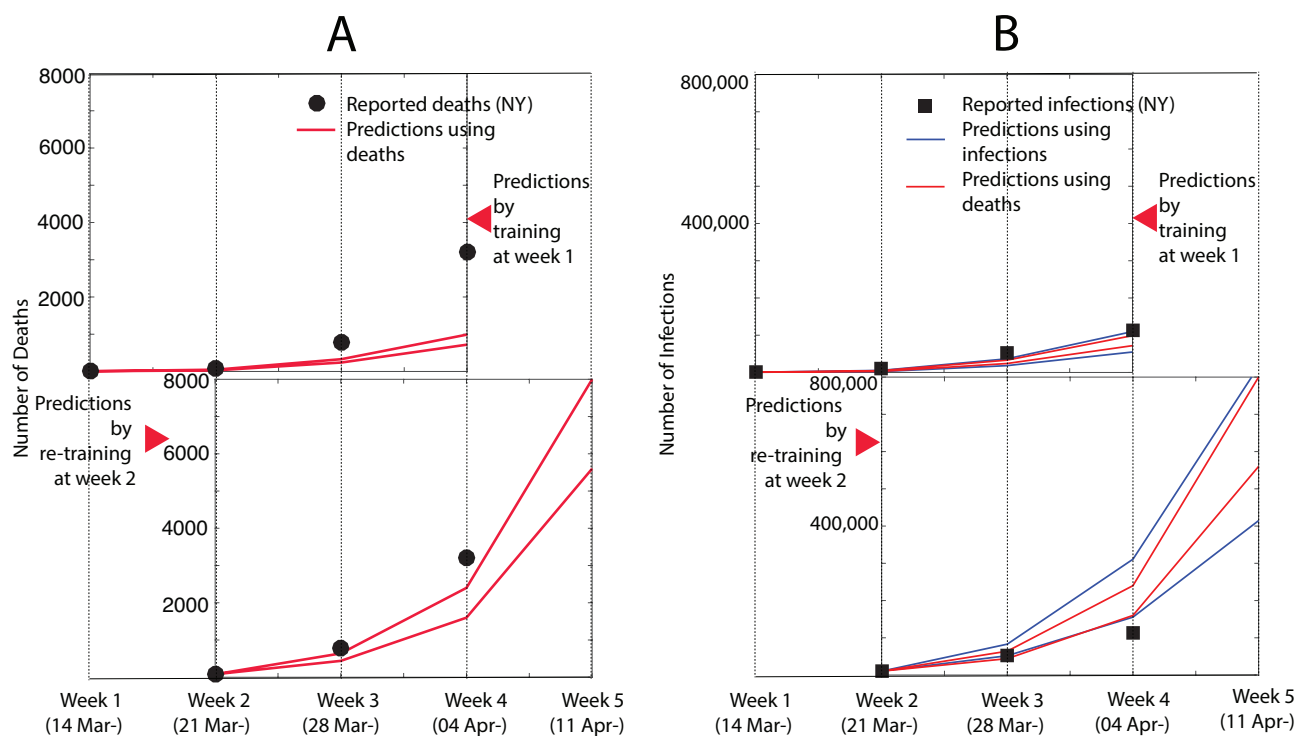 A
8000
6000
4000
2000
0
Number of Deaths
Reported deaths (NY)
Predictions using
deaths
Predictions
by
training
at week 1
8000
6000
4000
2000
Predictions
by
re-training
at week 2
Week 1
(14 Mar-)
Week 2
(21 Mar-)
Week 3
(28 Mar-)
Week 4
(04 Apr-)
Week 5
(11 Apr-)
B
800,000
400,000
Number of Infections
Reported infections (NY)
Predictions using
infections
Predictions using
deaths
Predictions
by
training
at week 1
800,000
400,000
Predictions
by
re-training
at week 2
Week 1
(14 Mar-)
Week 2
(21 Mar-)
Week 3
(28 Mar-)
Week 4
(04 Apr-)
Week 5
(11 Apr-)